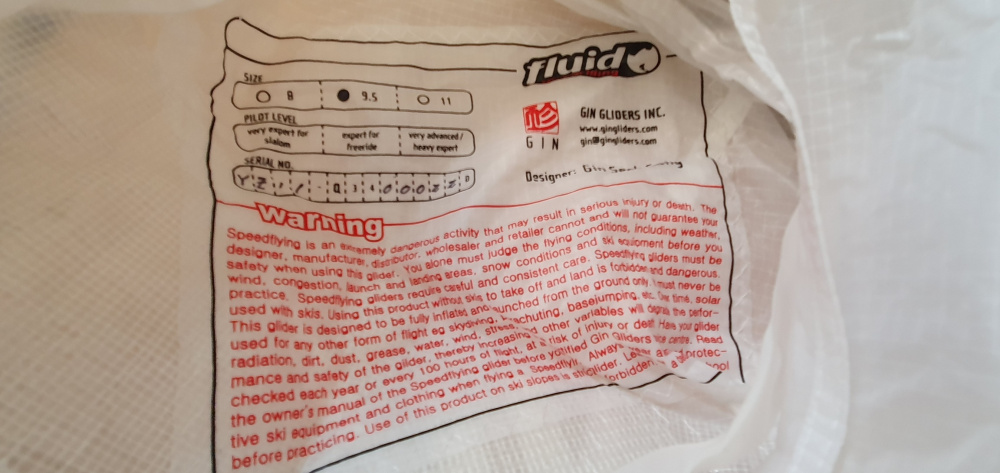 fluid
SIZE
8 9.5 11
PILOT LEVEL
very expert for slalom expert for freeride very advanced/ heavy expert
SERIAL NO.
GIN
GIN GLIDERS INC.
www.gingliders.com
gin@gingliders.com
Designer: Gin
Warning
Speedflying is an extremely dangerous activity that may result in serious injury or death. The
designer, manufacturer, distributor, wholesaler and retailer cannot and will not guarantee your
safety when using this glider. You alone must judge the flying conditions, including weather,
wind, congestion, launch and landing areas, snow conditions and ski equipment before you
practice. Speedflying gliders require careful and consistent care. Speedflying gliders must be
used with skis. Using this product without skis to take off and land is forbidden and dangerous.
This glider is designed to be fully inflated and launched from the ground only. must never be
used for any other form of flight eg skydiving, basejumping, etc. time, solar
radiation, dirt, dust, grease, water, wind, stress, and other variables will the perfor-
mance and safety of the glider, thereby increasing risk of injury or death. Have your glider
checked each year or every 100 hours of flight, at a Gin Gliders Read
the owner's manual of the Speedflying glider before Always protec-
tive ski equipment and clothing when flying a Speedflying
before practicing. Use of this product on ski slopes is forbidden